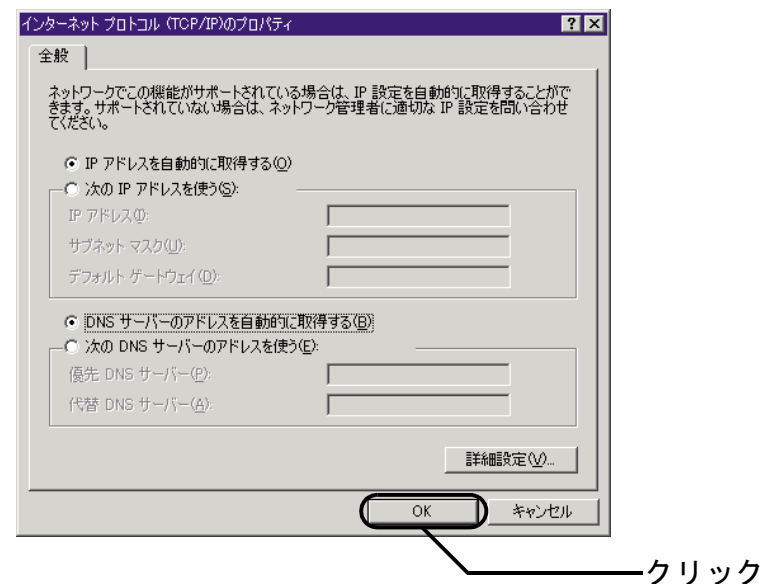 インターネット プロトコル (TCP/IP)のプロパティ
全般
ネットワークでこの機能がサポートされている場合は、IP 設定を自動的に取得することがで
きます。サポートされていない場合は、ネットワーク管理者に適切な IP 設定を問い合わせ
てください。
IP アドレスを自動的に取得する(O)
次の IP アドレスを使う(S):
IP アドレス(I):
サブネット マスク(U):
デフォルト ゲートウェイ(D):
DNS サーバーのアドレスを自動的に取得する(B)
次の DNS サーバーのアドレスを使う(E):
優先 DNS サーバー(P):
代替 DNS サーバー(A):
詳細設定(V)...
OK キャンセル
クリック